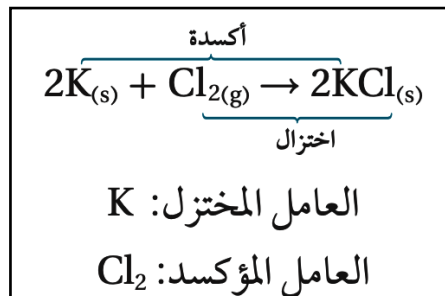 أكسدة
2K(s) + Cl2(g) → 2KCl(s)
اختزال
العامل المختزل: K
العامل المؤكسد: Cl2